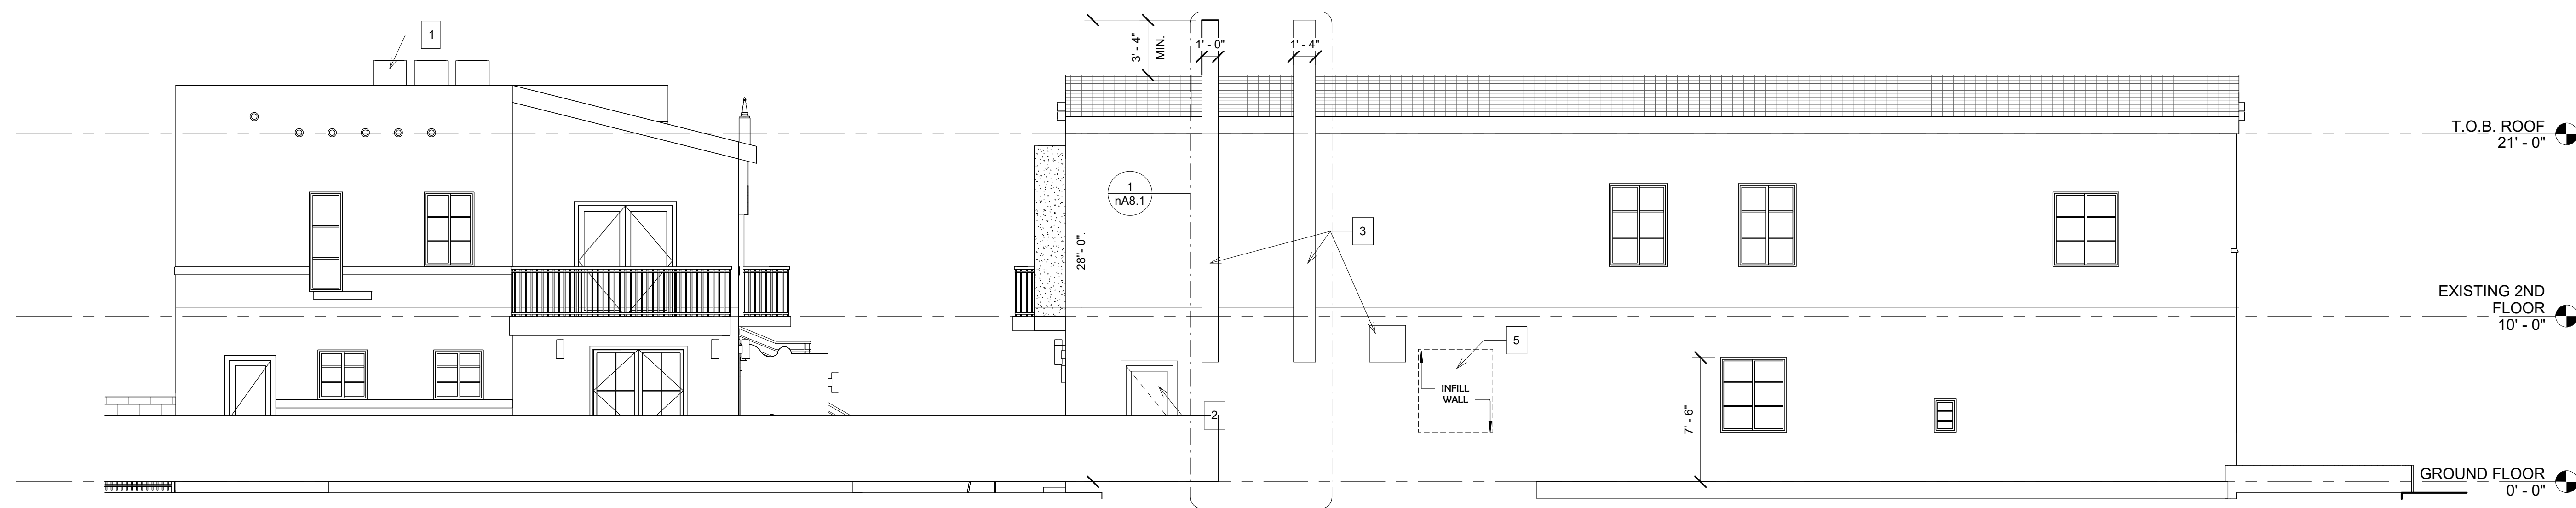 1
3' - 4"
MIN.
1' - 0"
1' - 4"
T.O.B. ROOF
21' - 0"
1
nA8.1
3
28"- 0".
EXISTING 2ND
FLOOR
10' - 0"
5
INFILL
WALL
2
7' - 6"
GROUND FLOOR
0' - 0"